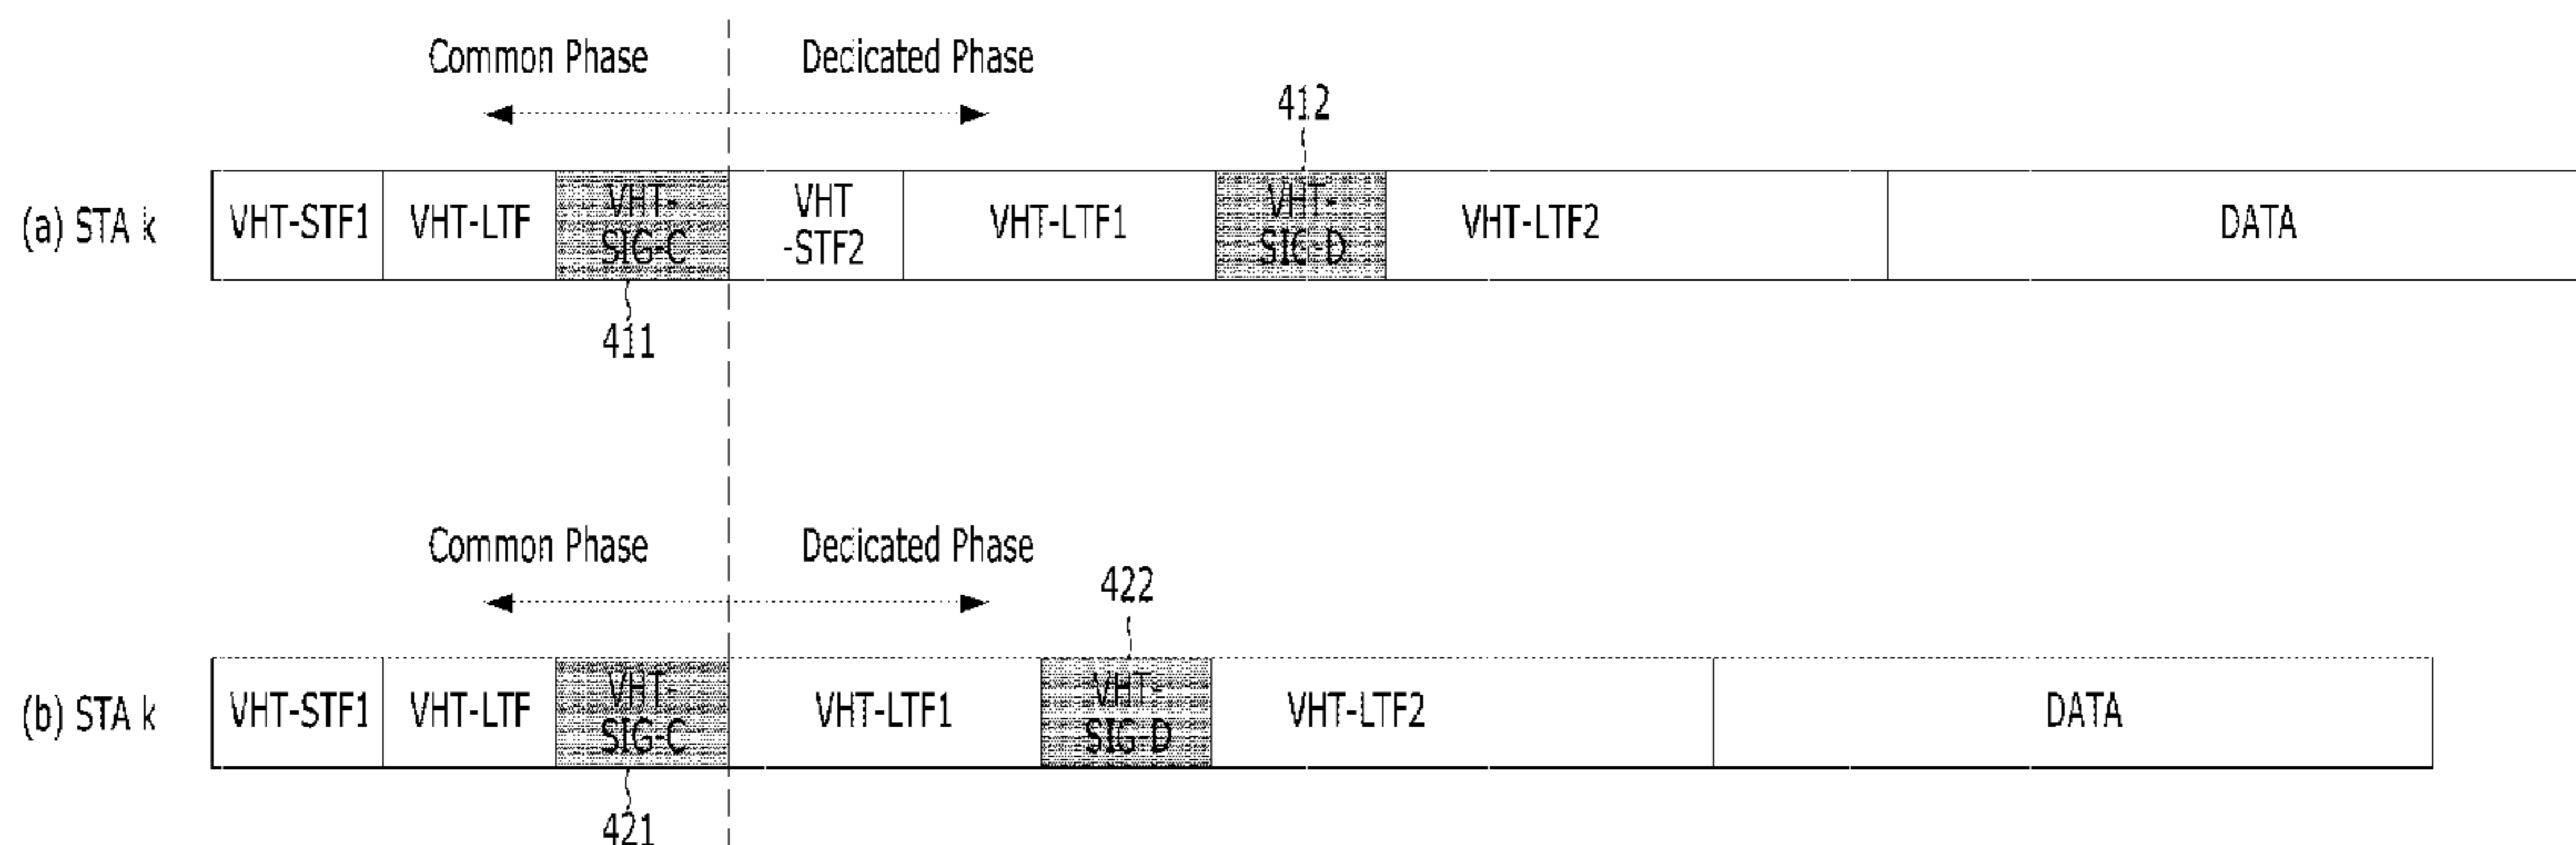 Common Phase Dedicated Phase
412
(a) STA k VHT-STF1 VHT-LTF VHT- VHT VHT-LTF1 VHT- VHT-LTF2 DATA
SIG-C -STF2 SIG-D
411
Common Phase Dedicated Phase
422
(b) STA k VHT-STF1 VHT-LTF VHT- VHT-LTF1 VHT- VHT-LTF2 DATA
SIG-C SIG-D
421